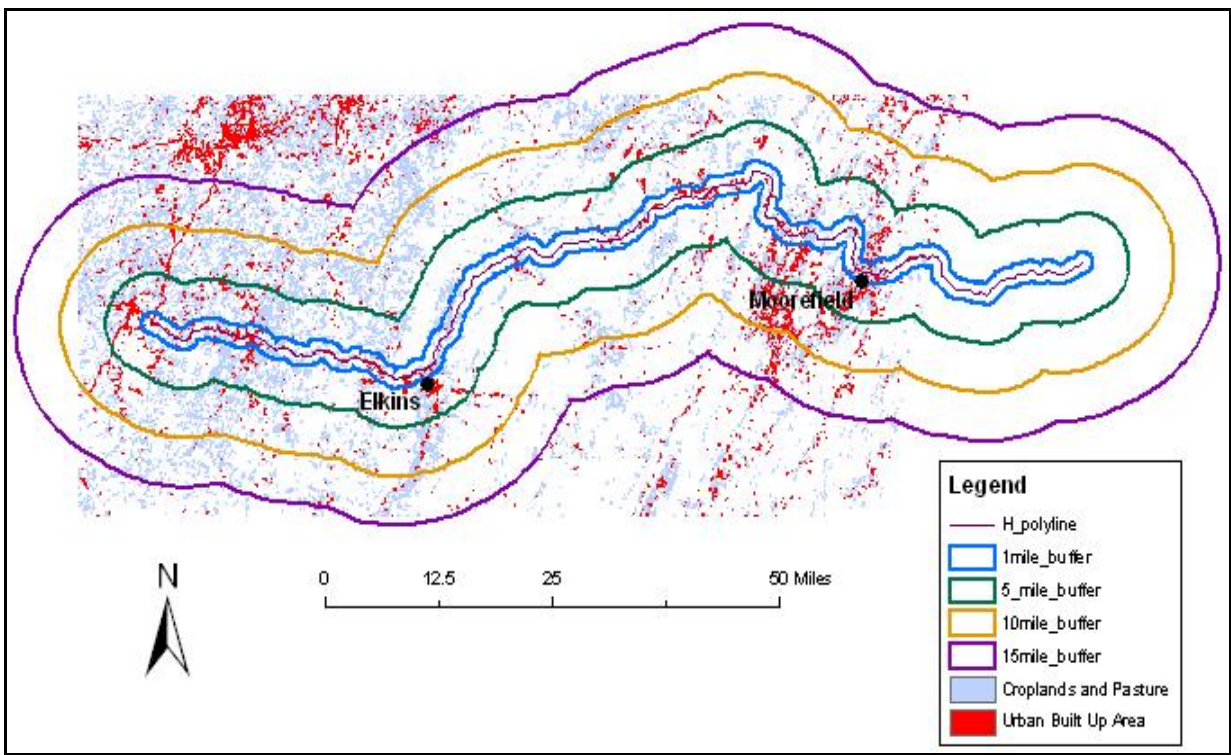 Moorefield
Elkins
N
0 12.5 25 50 Miles
Legend
H_polyline
1mile_buffer
5_mile_buffer
10mile_buffer
15mile_buffer
Croplands and Pasture
Urban Built Up Area